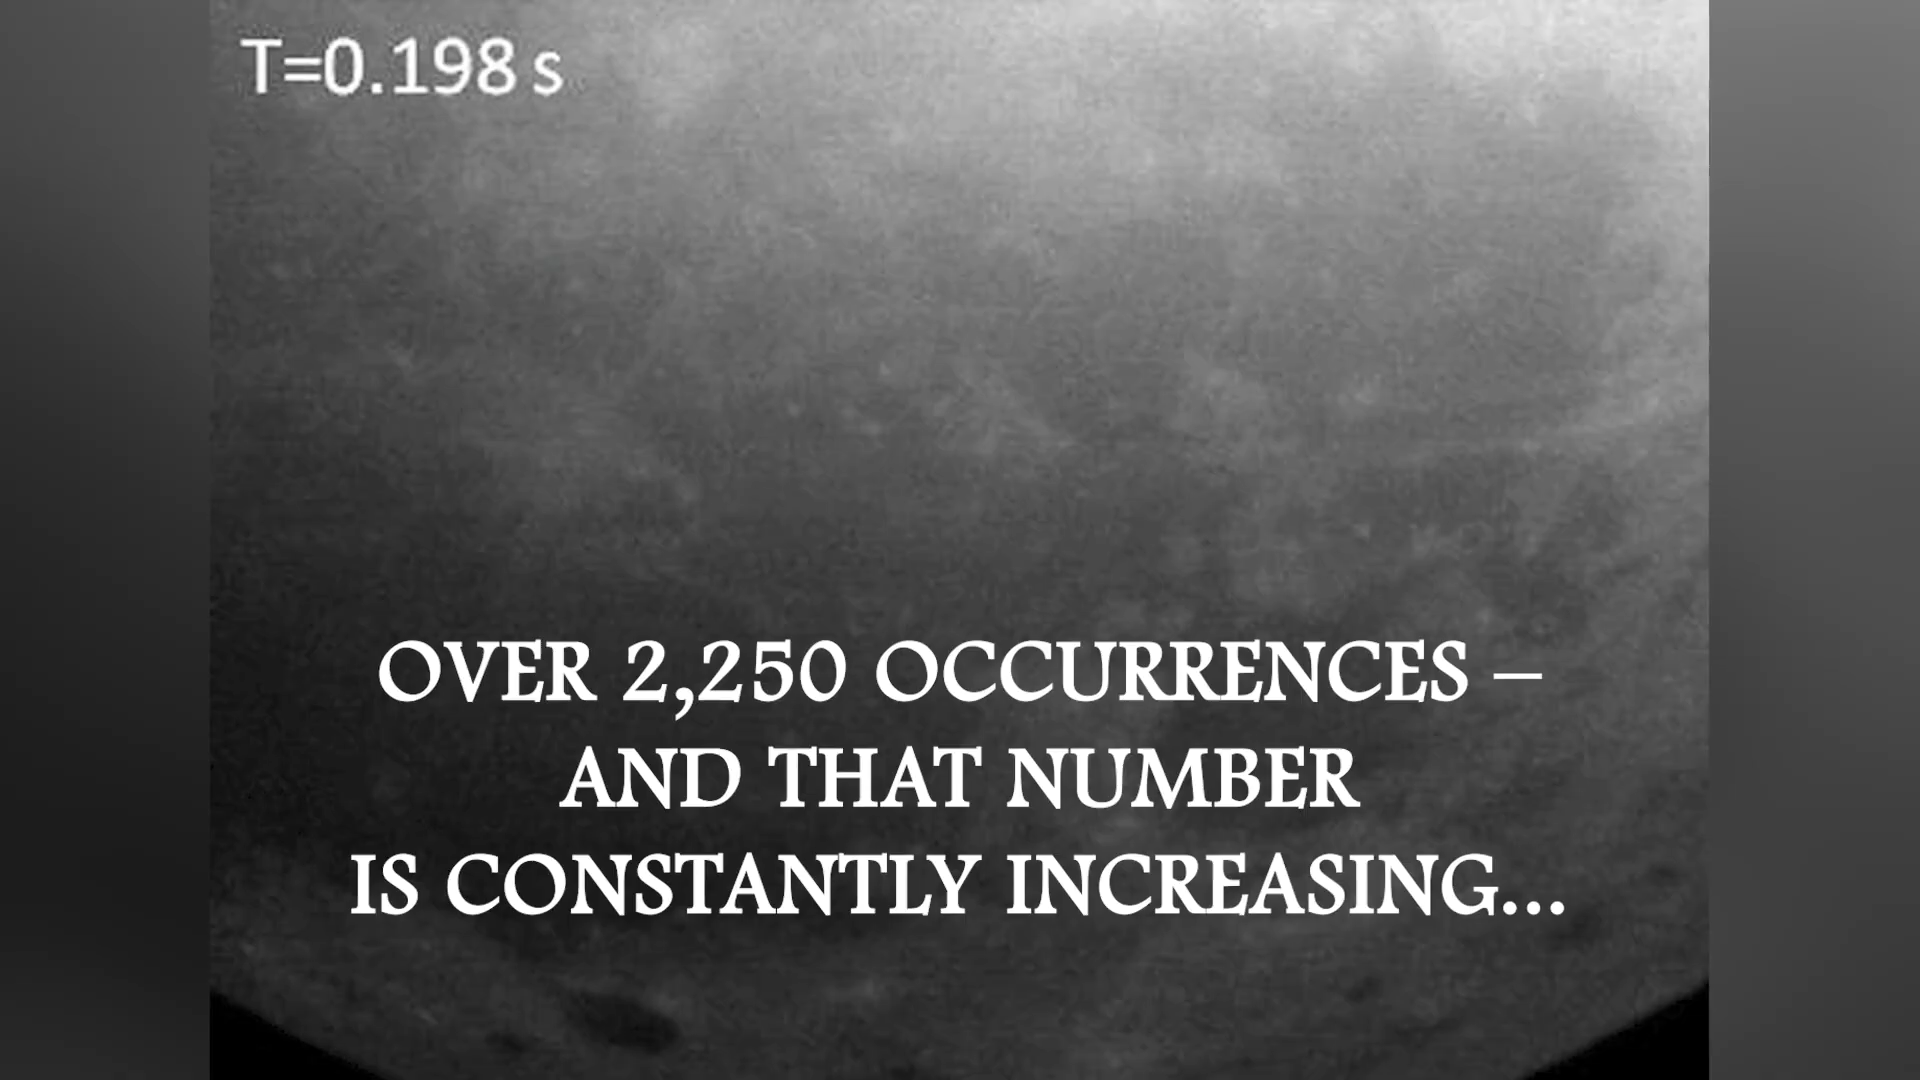 T=0.198 s
OVER 2,250 OCCURRENCES –
AND THAT NUMBER
IS CONSTANTLY INCREASING...